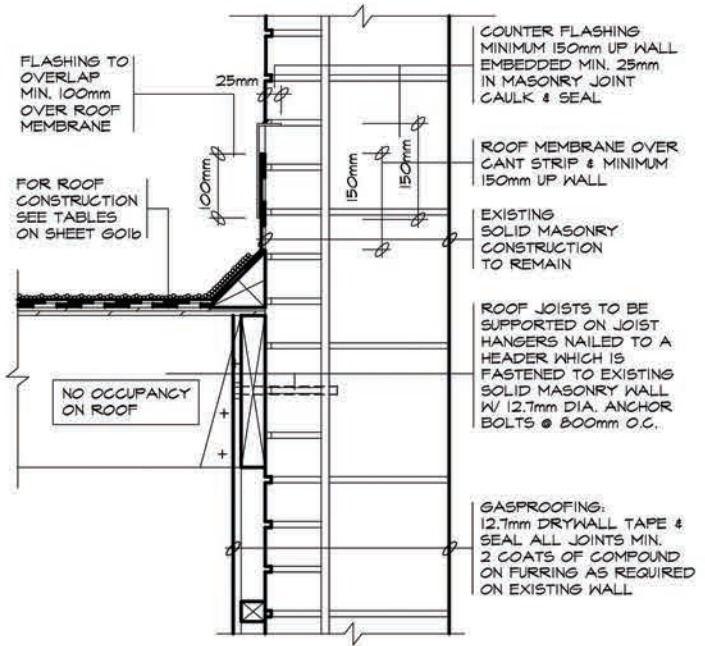 FLASHING TO
OVERLAP
MIN. 100mm
OVER ROOF
MEMBRANE
FOR ROOF
CONSTRUCTION
SEE TABLES
ON SHEET G016
NO OCCUPANCY
ON ROOF
25mm
100mm
150mm
150mm
COUNTER FLASHING
MINIMUM 150mm UP WALL
EMBEDDED MIN. 25mm
IN MASONRY JOINT
CAULK & SEAL
ROOF MEMBRANE OVER
CANT STRIP & MINIMUM
150mm UP WALL
EXISTING
SOLID MASONRY
CONSTRUCTION
TO REMAIN
ROOF JOISTS TO BE
SUPPORTED ON JOIST
HANGERS NAILED TO A
HEADER WHICH IS
FASTENED TO EXISTING
SOLID MASONRY WALL
W/ 12.7mm DIA. ANCHOR
BOLTS @ 800mm O.C.
GASPROOFING:
12.7mm DRYWALL TAPE &
SEAL ALL JOINTS MIN.
2 COATS OF COMPOUND
ON FURRING AS REQUIRED
ON EXISTING WALL